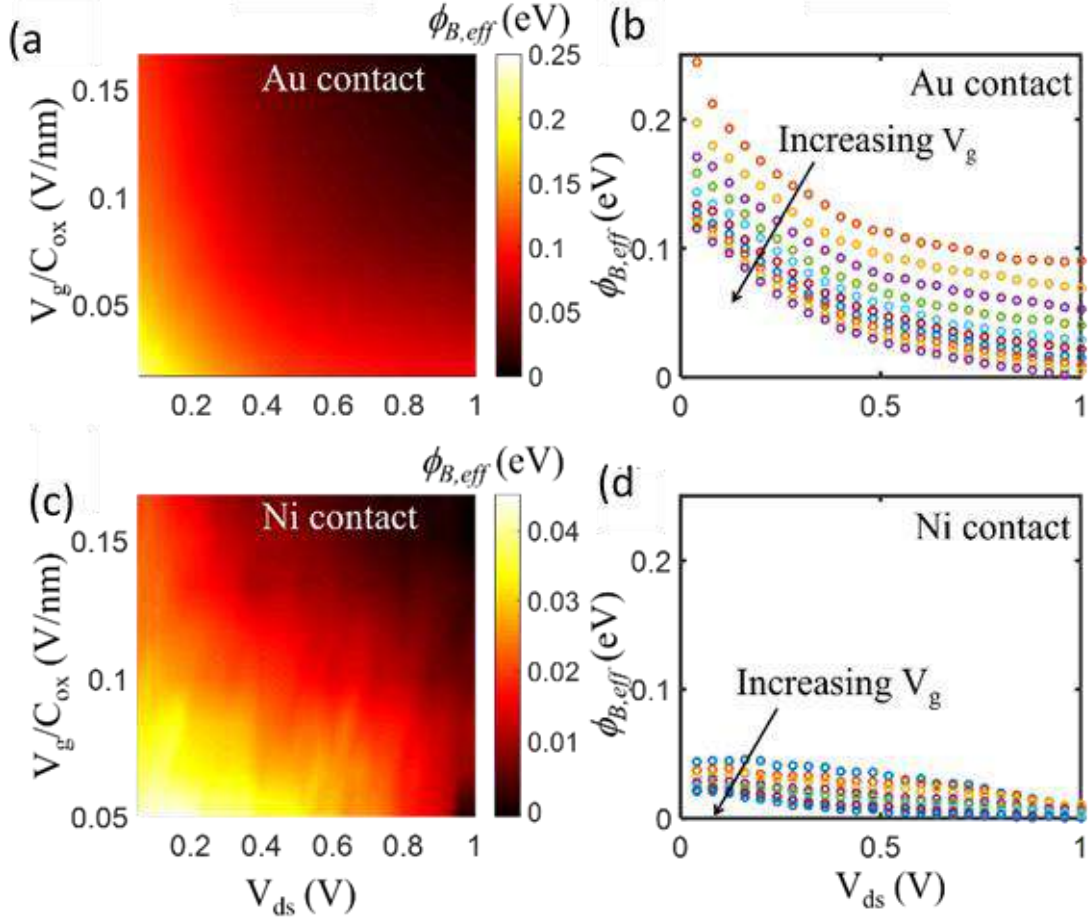 (a
ϕB,eff (eV)
Au contact
0.25
0.2
0.15
0.1
0.05
0
Vg/Cox (V/nm)
0.15
0.1
0.05
0.2 0.4 0.6 0.8 1
(b)
Au contact
Increasing Vg
ϕB,eff (eV)
0.2
0.1
0
0 0.5 1
(c)
ϕB,eff (eV)
Ni contact
0.04
0.03
0.02
0.01
0
Vg/Cox (V/nm)
0.15
0.1
0.05
0.2 0.4 0.6 0.8 1
Vds (V)
(d)
Ni contact
Increasing Vg
ϕB,eff (eV)
0.2
0.1
0
0 0.5 1
Vds (V)